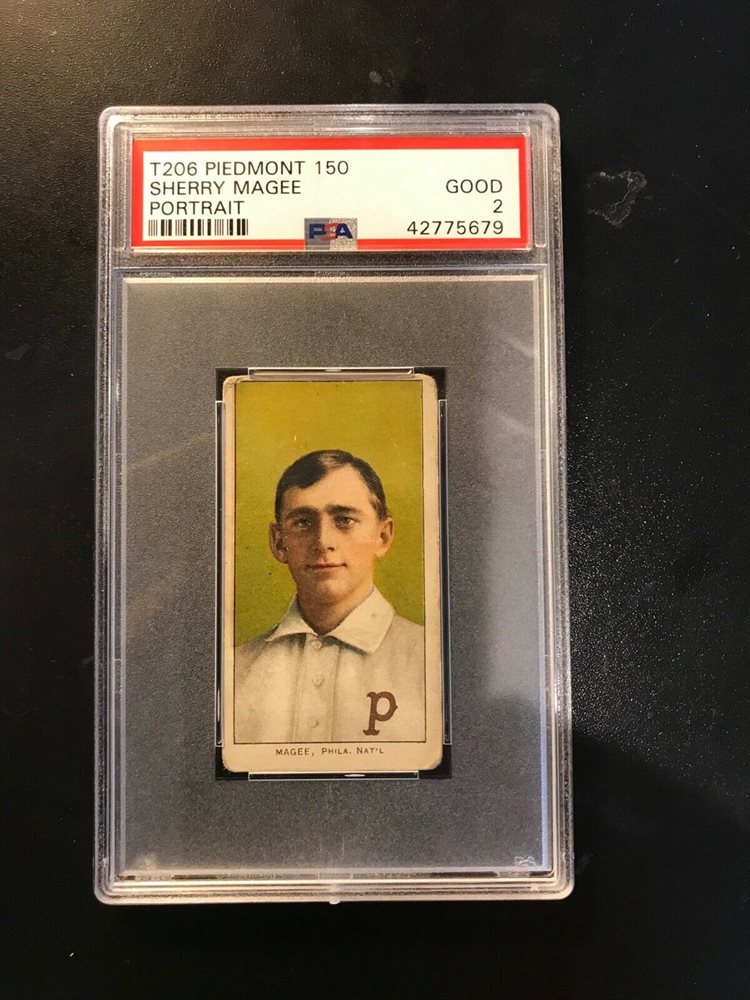 T206 PIEDMONT 150
SHERRY MAGEE GOOD
PORTRAIT 2
PSA 42775679
P
MAGEE, PHILA. NAT'L